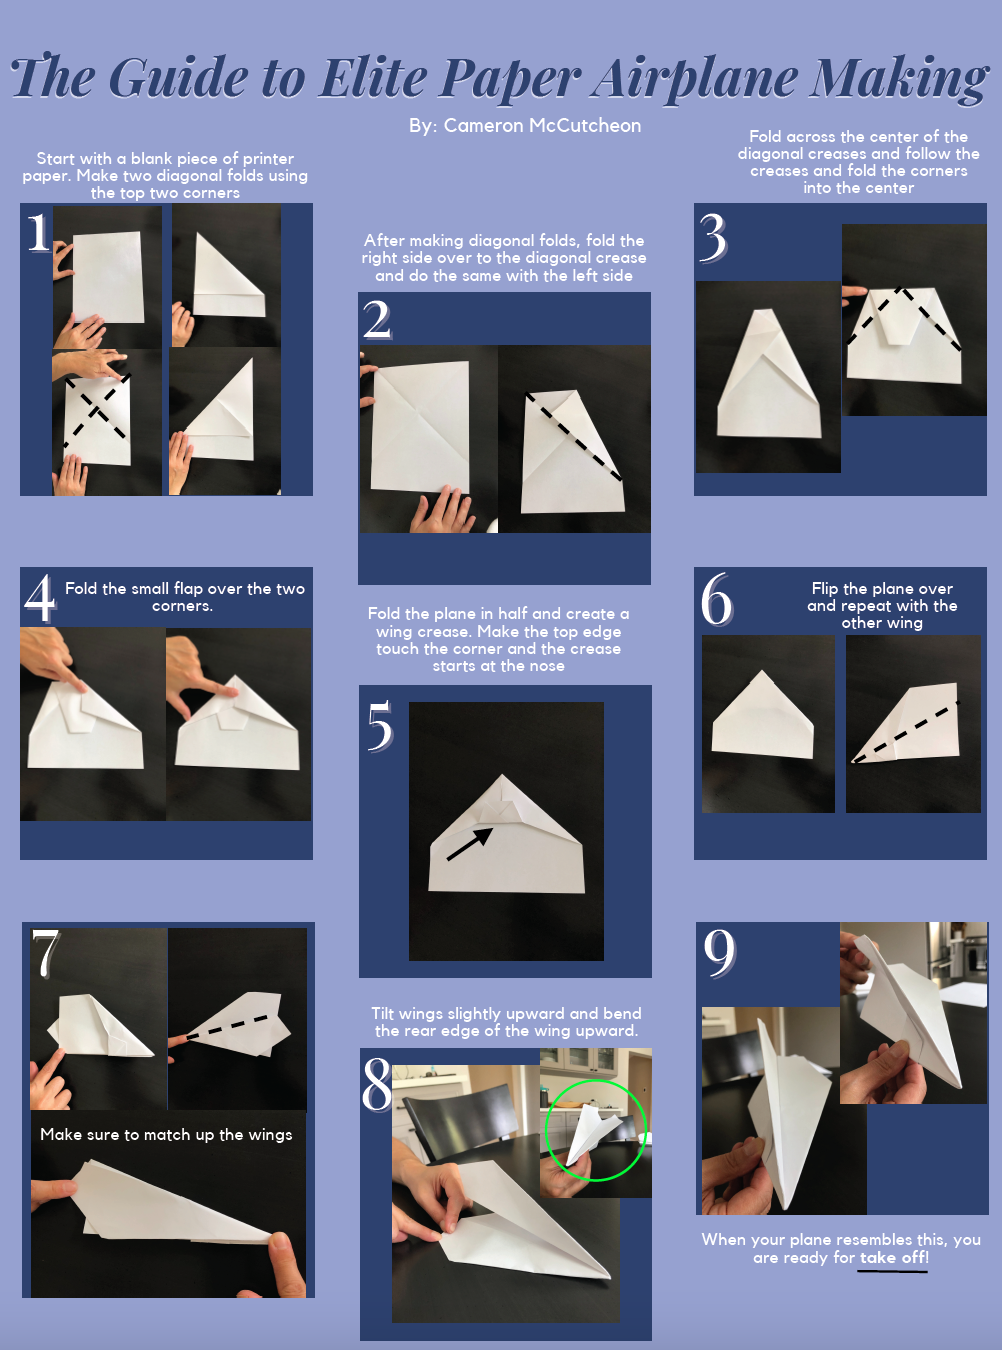 The Guide to Elite Paper Airplane Making
By: Cameron McCutcheon
Start with a blank piece of printer
paper. Make two diagonal folds using
the top two corners
1
After making diagonal folds, fold the
right side over to the diagonal crease
and do the same with the left side
2
Fold across the center of the
diagonal creases and follow the
creases and fold the corners
into the center
3
4
Fold the small flap over the two
corners.
Fold the plane in half and create a
wing crease. Make the top edge
touch the corner and the crease
starts at the nose
5
6
Flip the plane over
and repeat with the
other wing
7
Make sure to match up the wings
Tilt wings slightly upward and bend
the rear edge of the wing upward.
8
9
When your plane resembles this, you
are ready for take off!